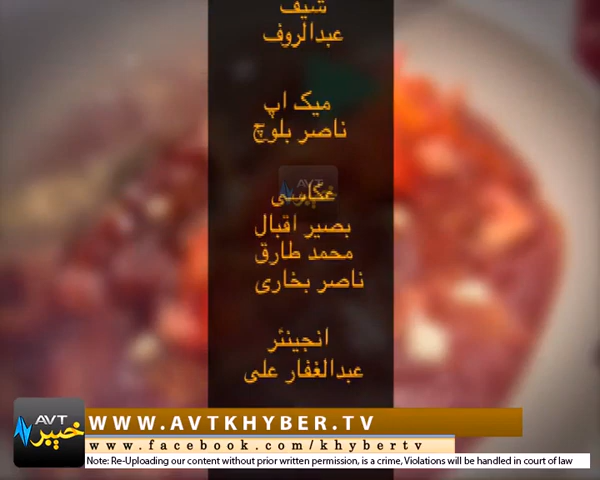 شیف
عبدالروف
میک اپ
ناصر بلوچ
AVT
خیبر
عکاسی
بصیر اقبال
محمد طارق
ناصر بخاری
انجینئر
عبدالغفار علی
AVT
خیبر
WWW.AVTKHYBER.TV
www.facebook.com/khybertv
Note: Re-Uploading our content without prior written permission, is a crime, Violations will be handled in court of law